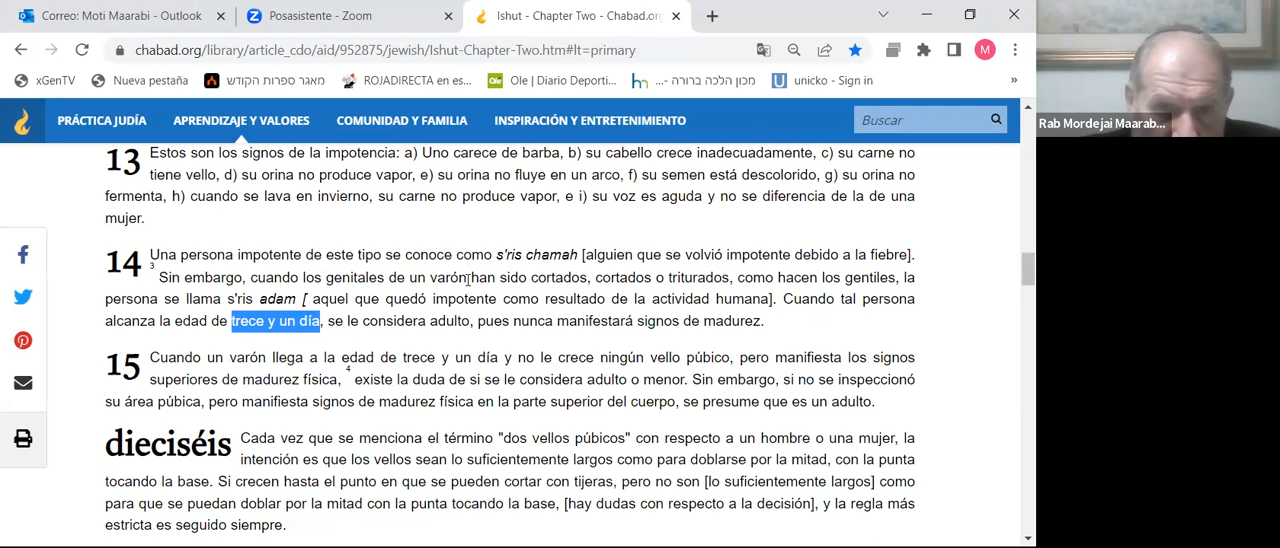 Correo: Moti Maarabi - Outlook
Posasistente - Zoom
Ishut - Chapter Two - Chabad.org
chabad.org/library/article_cdo/aid/952875/jewish/Ishut-Chapter-Two.htm#lt=primary
M
xGenTV
Nueva pestaña
מאגר ספרות הקודש
ROJADIRECTA en es...
Ole | Diario Deporti...
מכון הלכה ברורה -...
unicko - Sign in
»
Rab Mordejai Maarab...
PRÁCTICA JUDÍA
APRENDIZAJE Y VALORES
COMUNIDAD Y FAMILIA
INSPIRACIÓN Y ENTRETENIMIENTO
Buscar
13 Estos son los signos de la impotencia: a) Uno carece de barba, b) su cabello crece inadecuadamente, c) su carne no
tiene vello, d) su orina no produce vapor, e) su orina no fluye en un arco, f) su semen está descolorido, g) su orina no
fermenta, h) cuando se lava en invierno, su carne no produce vapor, e i) su voz es aguda y no se diferencia de la de una
mujer.
14 Una persona impotente de este tipo se conoce como s'ris chamah [alguien que se volvió impotente debido a la fiebre].
3 Sin embargo, cuando los genitales de un varón han sido cortados, cortados o triturados, como hacen los gentiles, la
persona se llama s'ris adam [ aquel que quedó impotente como resultado de la actividad humana]. Cuando tal persona
alcanza la edad de trece y un día, se le considera adulto, pues nunca manifestará signos de madurez.
15 Cuando un varón llega a la edad de trece y un día y no le crece ningún vello púbico, pero manifiesta los signos
superiores de madurez física, 4 existe la duda de si se le considera adulto o menor. Sin embargo, si no se inspeccionó
su área púbica, pero manifiesta signos de madurez física en la parte superior del cuerpo, se presume que es un adulto.
dieciséis Cada vez que se menciona el término "dos vellos púbicos" con respecto a un hombre o una mujer, la
intención es que los vellos sean lo suficientemente largos como para doblarse por la mitad, con la punta
tocando la base. Si crecen hasta el punto en que se pueden cortar con tijeras, pero no son [lo suficientemente largos] como
para que se puedan doblar por la mitad con la punta tocando la base, [hay dudas con respecto a la decisión], y la regla más
estricta es seguido siempre.